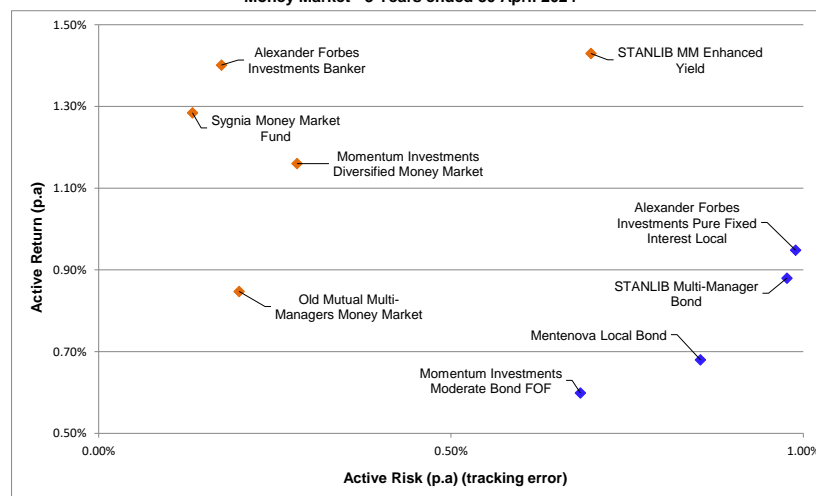 Money Market - Years ended 30 April
1.50%
Alexander Forbes
Investments Banker
STANLIB MM Enhanced
Yield
1.30%
Sygnia Money Market
Fund
Momentum Investments
Diversified Money Market
1.10%
Alexander Forbes
Investments Pure Fixed
Interest Local
Active Return (p.a)
0.90%
STANLIB Multi-Manager
Bond
Old Mutual Multi-
Managers Money Market
Mentenova Local Bond
0.70%
Momentum Investments
Moderate Bond FOF
0.50%
0.00%
0.50%
1.00%
Active Risk (p.a) (tracking error)